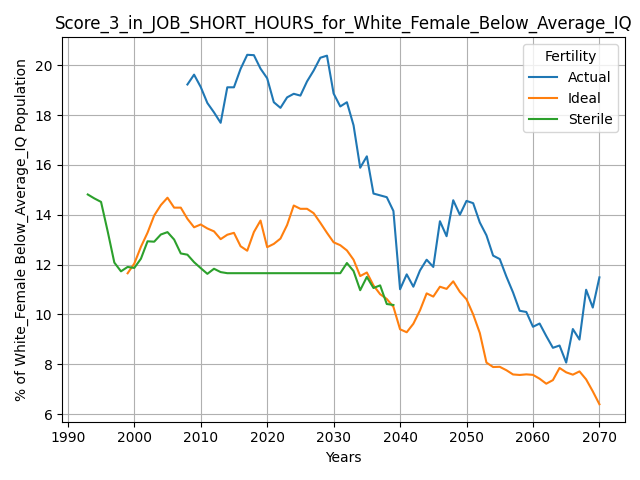 Score_3_in_JOB_SHORT_HOURS_for_White_Female_Below_Average_IQ
% of White_Female Below_Average_IQ Population
20
18
16
14
12
10
8
6
Fertility
Actual
Ideal
Sterile
1990 2000 2010 2020 2030 2040 2050 2060 2070
Years